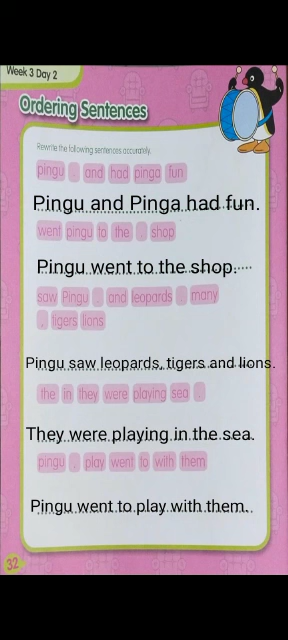 Week 3 Day 2
Ordering Sentences
Rewrite the following sentences accurately.
pingu . and had pinga fun
Pingu and Pinga had fun.
went pingu to the . shop
Pingu went to the shop.
saw Pingu . and leopards , many
, tigers lions
Pingu saw leopards, tigers and lions.
the in they were playing sea .
They were playing in the sea.
pingu . play went to with them
Pingu went to play with them.
32